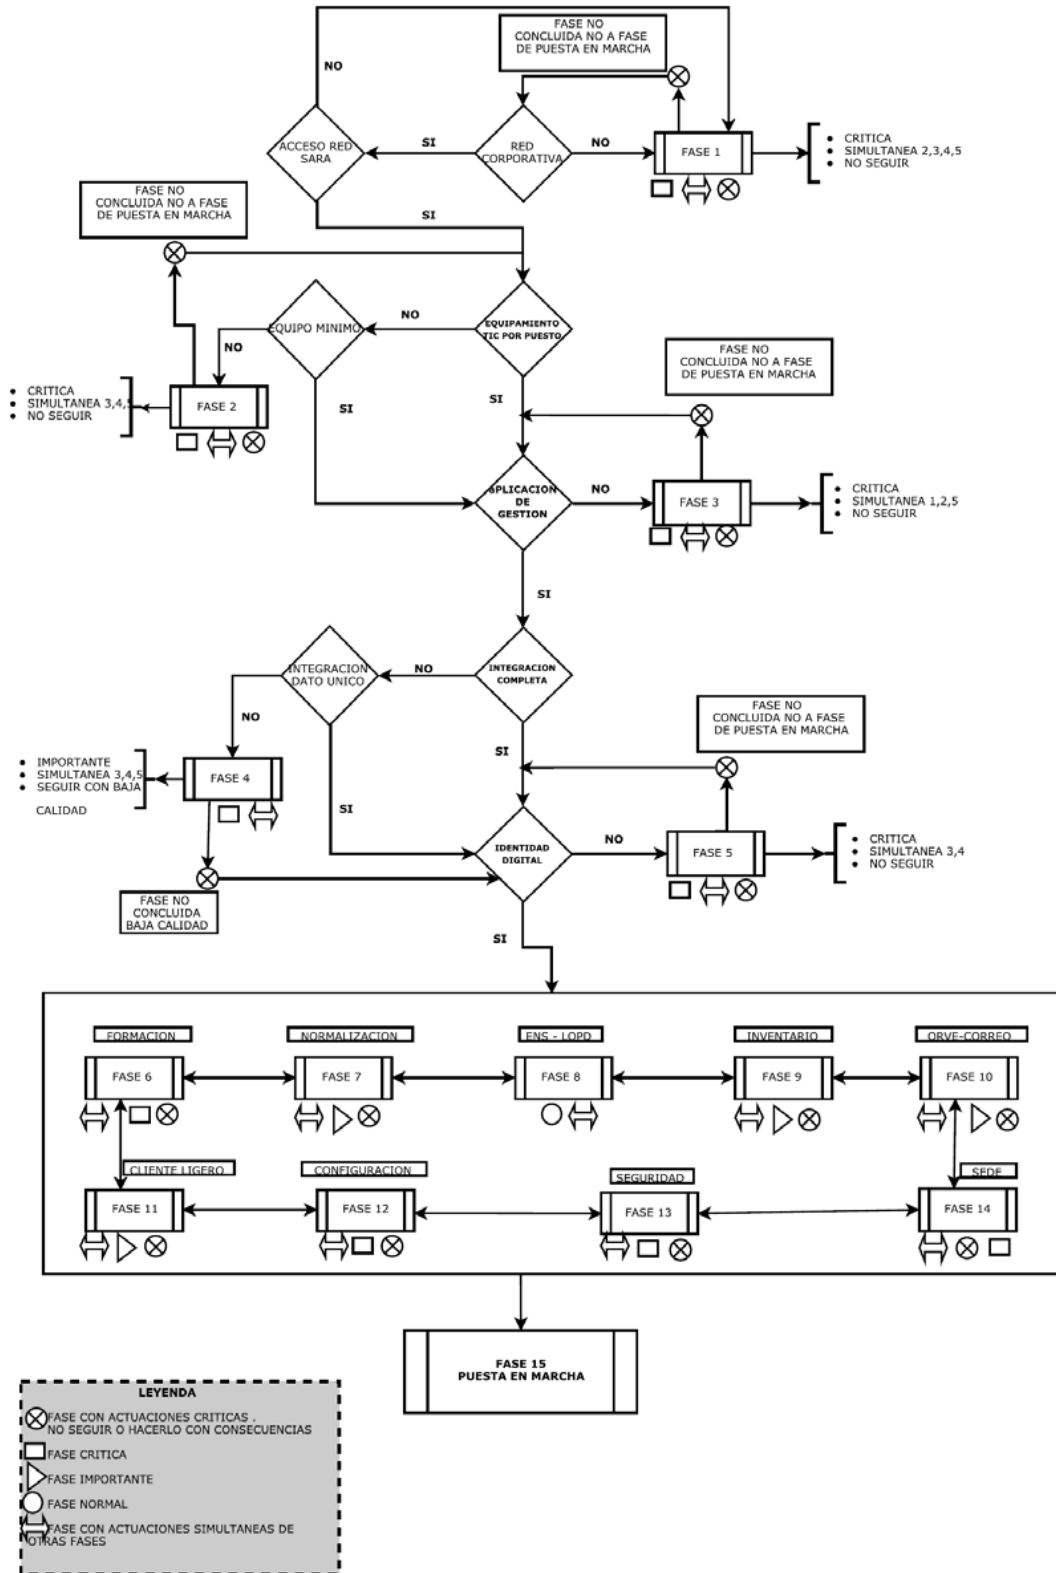 FASE NO
CONCLUIDA NO A FASE
DE PUESTA EN MARCHA
NO
ACCESO RED
SARA
SI
RED
CORPORATIVA
NO
FASE 1
• CRITICA
• SIMULTANEA 2,3,4,5
• NO SEGUIR
FASE NO
CONCLUIDA NO A FASE
DE PUESTA EN MARCHA
SI
EQUIPO MINIMO
NO
EQUIPAMIENTO
TIC POR PUESTO
NO
FASE NO
CONCLUIDA NO A FASE
DE PUESTA EN MARCHA
• CRITICA
• SIMULTANEA 3,4,5
• NO SEGUIR
FASE 2
SI
SI
APLICACION
DE
GESTION
NO
FASE 3
• CRITICA
• SIMULTANEA 1,2,5
• NO SEGUIR
SI
INTEGRACION
DATO UNICO
NO
INTEGRACION
COMPLETA
NO
FASE NO
CONCLUIDA NO A FASE
DE PUESTA EN MARCHA
SI
• IMPORTANTE
• SIMULTANEA 3,4,5
• SEGUIR CON BAJA
CALIDAD
FASE 4
SI
IDENTIDAD
DIGITAL
NO
FASE 5
• CRITICA
• SIMULTANEA 3,4
• NO SEGUIR
FASE NO
CONCLUIDA
BAJA CALIDAD
SI
FORMACION
NORMALIZACION
ENS - LOPD
INVENTARIO
ORVE-CORREO
FASE 6
FASE 7
FASE 8
FASE 9
FASE 10
CLIENTE LIGERO
CONFIGURACION
SEGURIDAD
SEDE
FASE 11
FASE 12
FASE 13
FASE 14
FASE 15
PUESTA EN MARCHA
LEYENDA
FASE CON ACTUACIONES CRITICAS .
NO SEGUIR O HACERLO CON CONSECUENCIAS
FASE CRITICA
FASE IMPORTANTE
FASE NORMAL
FASE CON ACTUACIONES SIMULTANEAS DE
OTRAS FASES